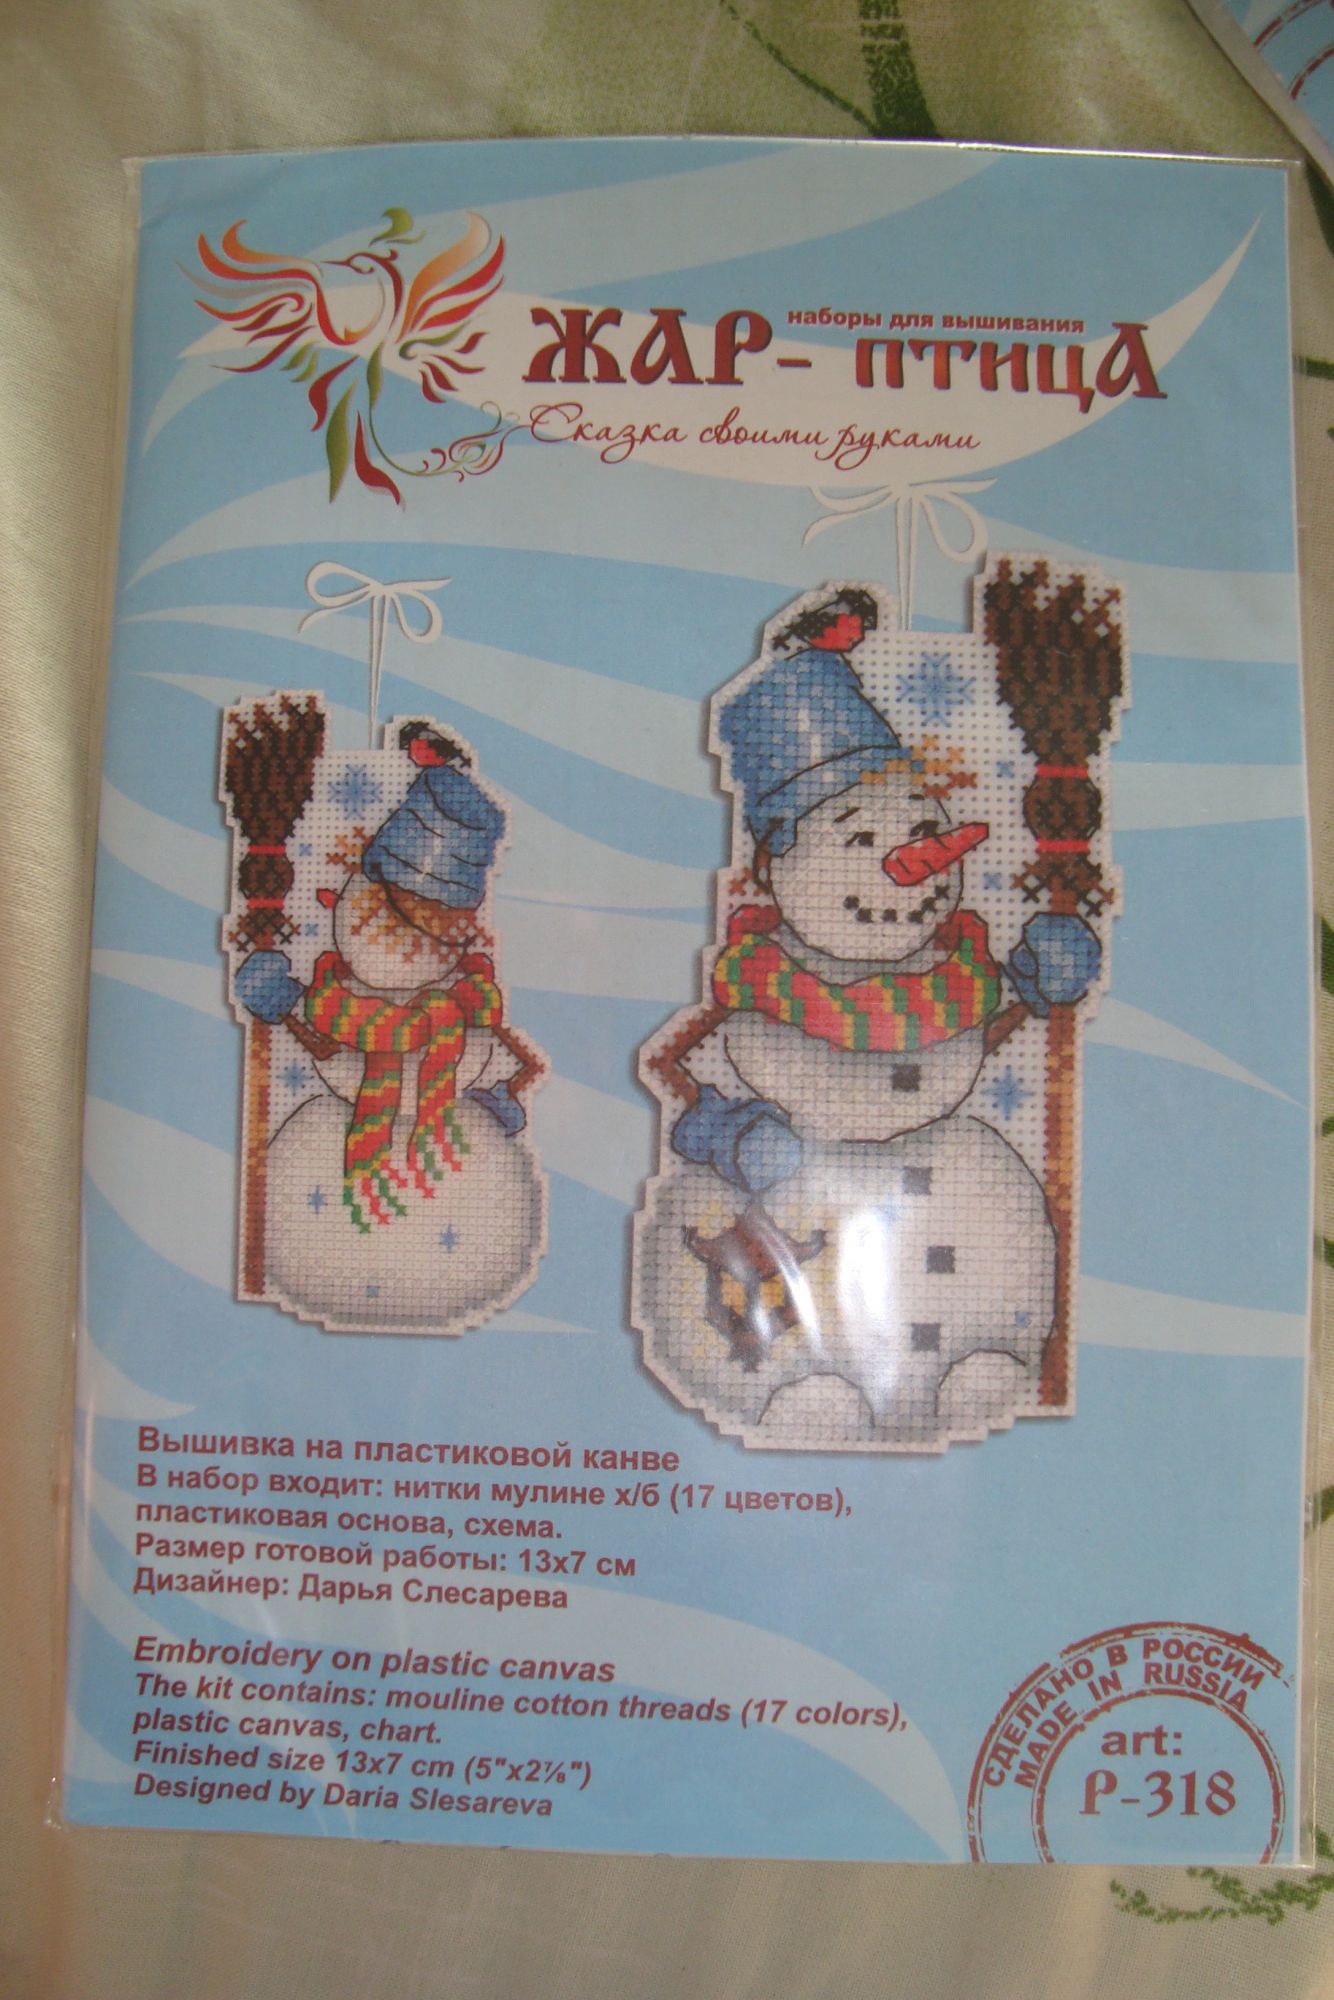 наборы для вышивания
ЖАР-ПТИЦА
Сказка своими руками
Вышивка на пластиковой канве
В набор входит: нитки мулине х/б (17 цветов),
пластиковая основа, схема.
Размер готовой работы: 13х7 см
Дизайнер: Дарья Слесарева
Embroidery on plastic canvas
The kit contains: mouline cotton threads (17 colors),
plastic canvas, chart.
Finished size 13x7 cm (5"x2⅞")
Designed by Daria Slesareva
СДЕЛАНО В РОССИИ
MADE IN RUSSIA
art:
Р-318